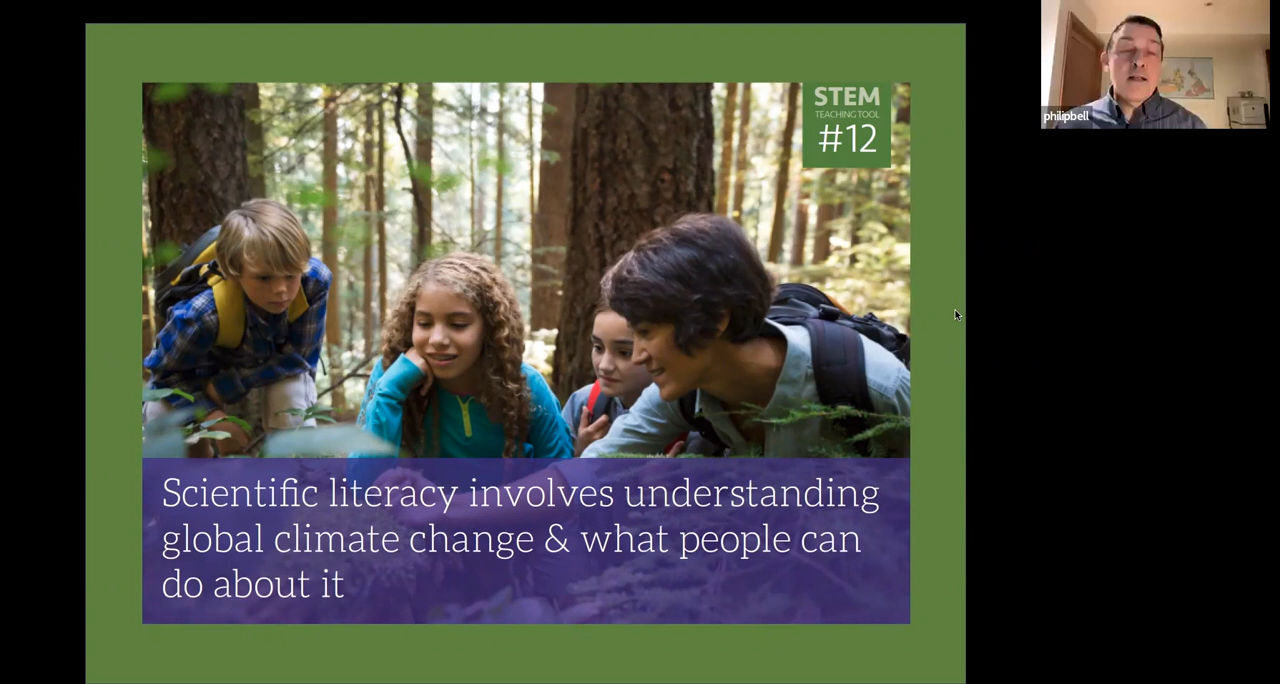 STEM
TEACHING TOOL
#12
philipbell
Scientific literacy involves understanding
global climate change & what people can
do about it